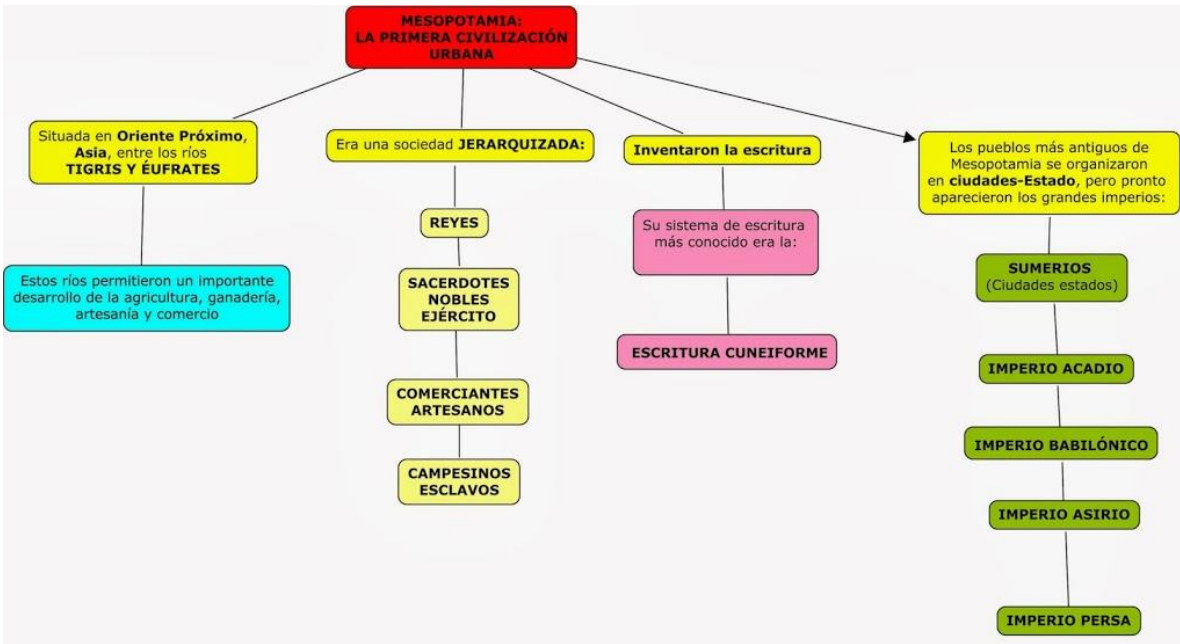 MESOPOTAMIA:
LA PRIMERA CIVILIZACIÓN
URBANA
Situada en Oriente Próximo,
Asia, entre los ríos
TIGRIS Y ÉUFRATES
Estos ríos permitieron un importante
desarrollo de la agricultura, ganadería,
artesanía y comercio
Era una sociedad JERARQUIZADA:
REYES
SACERDOTES
NOBLES
EJÉRCITO
COMERCIANTES
ARTESANOS
CAMPESINOS
ESCLAVOS
Inventaron la escritura
Su sistema de escritura
más conocido era la:
ESCRITURA CUNEIFORME
Los pueblos más antiguos de
Mesopotamia se organizaron
en ciudades-Estado, pero pronto
aparecieron los grandes imperios:
SUMERIOS
(Ciudades estados)
IMPERIO ACADIO
IMPERIO BABILÓNICO
IMPERIO ASIRIO
IMPERIO PERSA